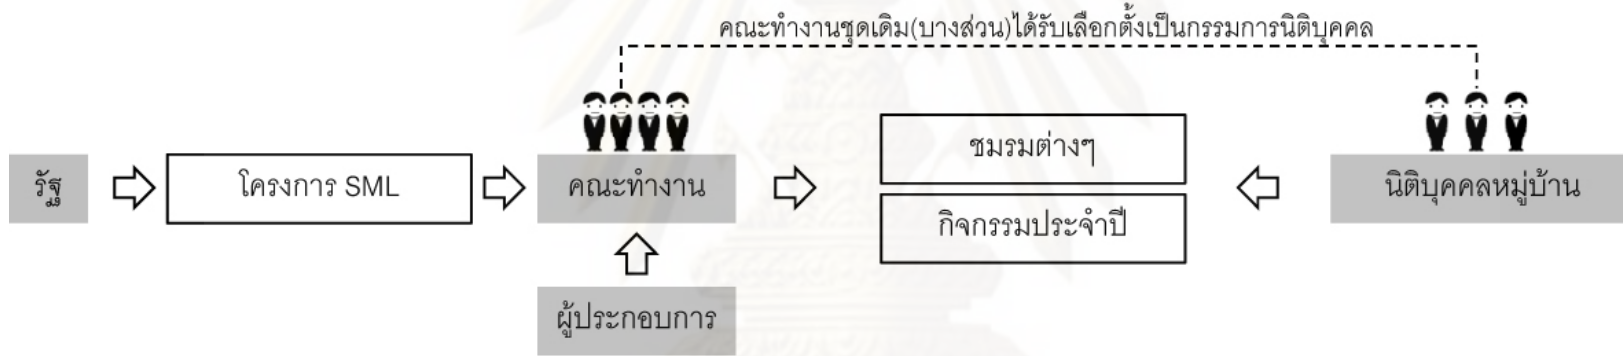 คณะทำงานชุดเดิม(บางส่วน)ได้รับเลือกตั้งเป็นกรรมการนิติบุคคล
รัฐ
โครงการ SML
คณะทำงาน
ชมรมต่างๆ
กิจกรรมประจำปี
นิติบุคคลหมู่บ้าน
ผู้ประกอบการ